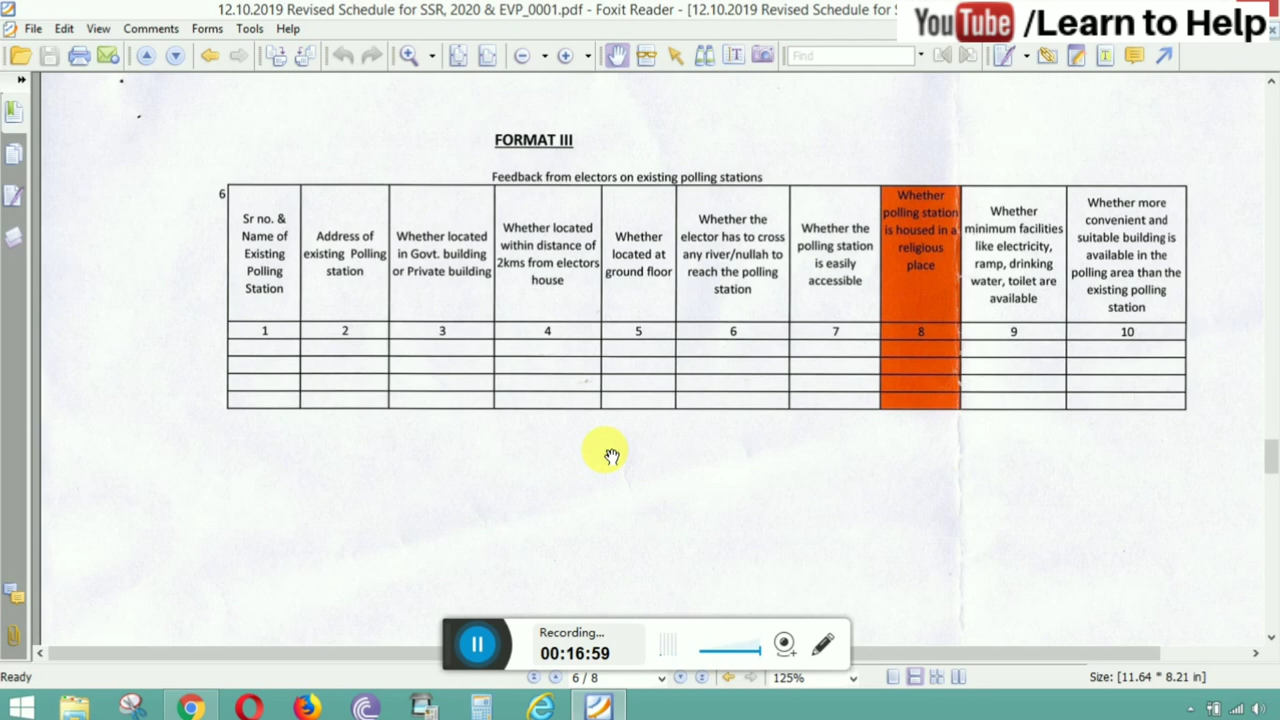 12.10.2019 Revised Schedule for SSR 2020 & EVP_0001.pdf - Foxit Reader - [12.10.2019 Revised Schedule for S
YouTube /Learn to Help
File Edit View Comments Forms Tools Help
Find
FORMAT III
Feedback from electors on existing polling stations
6
Sr no. &
Name of
Existing
Polling
Station
Address of
existing Polling
station
Whether located
in Govt. building
or Private building
Whether located
within distance of
2kms from electors
house
Whether
located at
ground floor
Whether the
elector has to cross
any river/nullah to
reach the polling
station
Whether the
polling station
is easily
accessible
Whether
polling station
is housed in a
religious
place
Whether
minimum facilities
like electricity,
ramp, drinking
water, toilet are
available
Whether more
convenient and
suitable building is
available in the
polling area than the
existing polling
station
1 2 3 4 5 6 7 8 9 10
Recording...
00:16:59
Ready
6 / 8
125%
Size: [11.64 * 8.21 in]